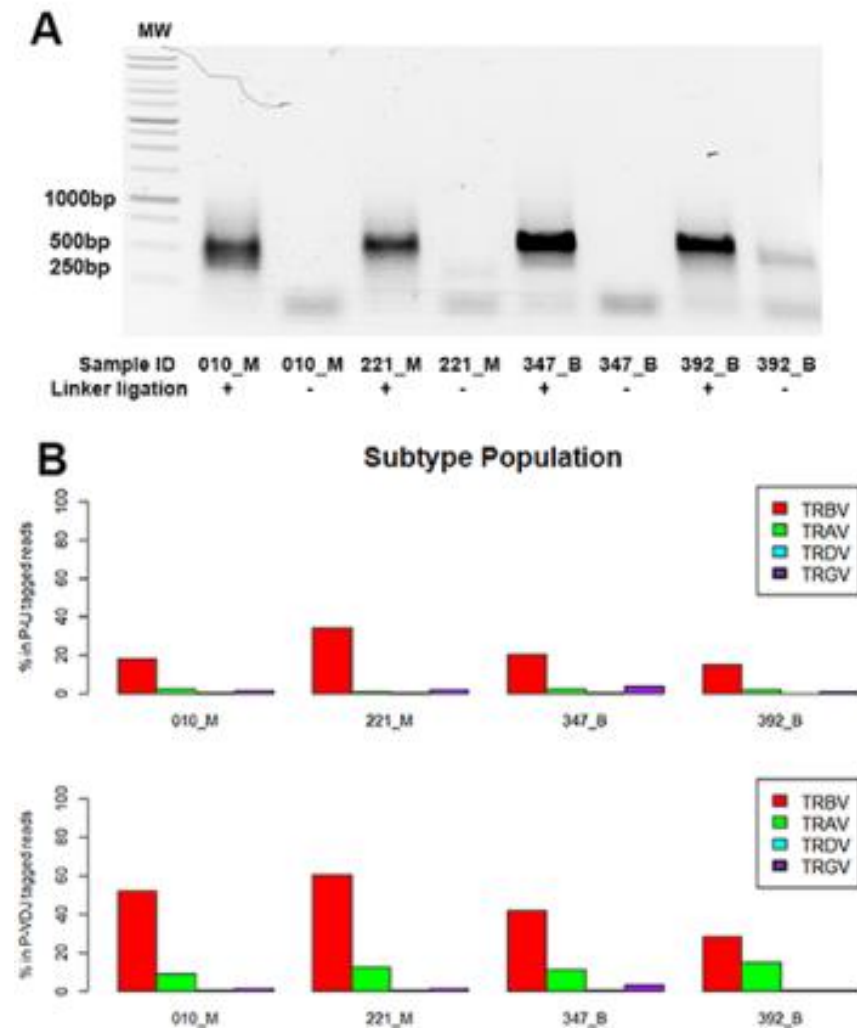 A
MW
1000bp
500bp
250bp
Sample ID 010_M 010_M 221_M 221_M 347_B 347_B 392_B 392_B
Linker ligation + - + - + - + -
B
Subtype Population
% in P-U tagged reads
100
80
60
40
20
0
TRBV
TRAV
TRDV
TRGV
010_M 221_M 347_B 392_B
% in P-VDJ tagged reads
100
80
60
40
20
0
TRBV
TRAV
TRDV
TRGV
010_M 221_M 347_B 392_B